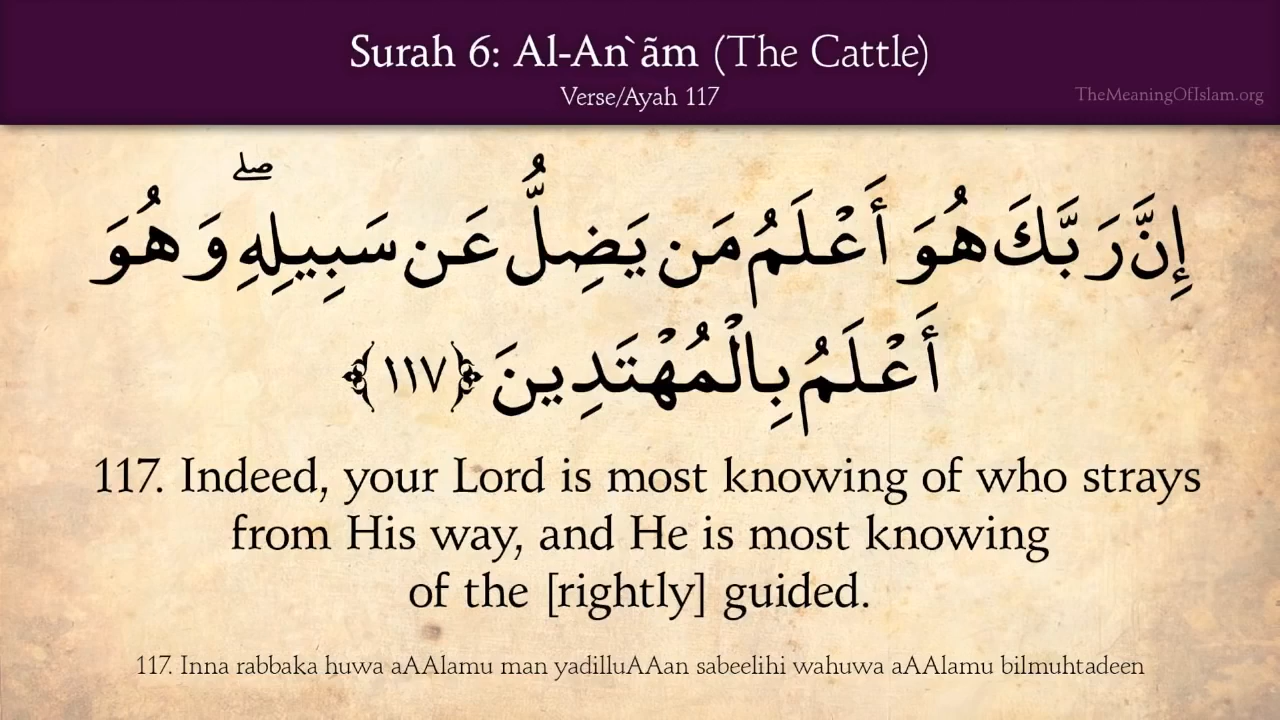 Surah 6: Al-An`ãm (The Cattle)
Verse/Ayah 117
TheMeaningOfIslam.org
إِنَّ رَبَّكَ هُوَ أَعْلَمُ مَن يَضِلُّ عَن سَبِيلِهِ ۖ وَهُوَ
أَعْلَمُ بِالْمُهْتَدِينَ ﴿١١٧﴾
117. Indeed, your Lord is most knowing of who strays
from His way, and He is most knowing
of the [rightly] guided.
117. Inna rabbaka huwa aAAlamu man yadilluAAan sabeelihi wahuwa aAAlamu bilmuhtadeen